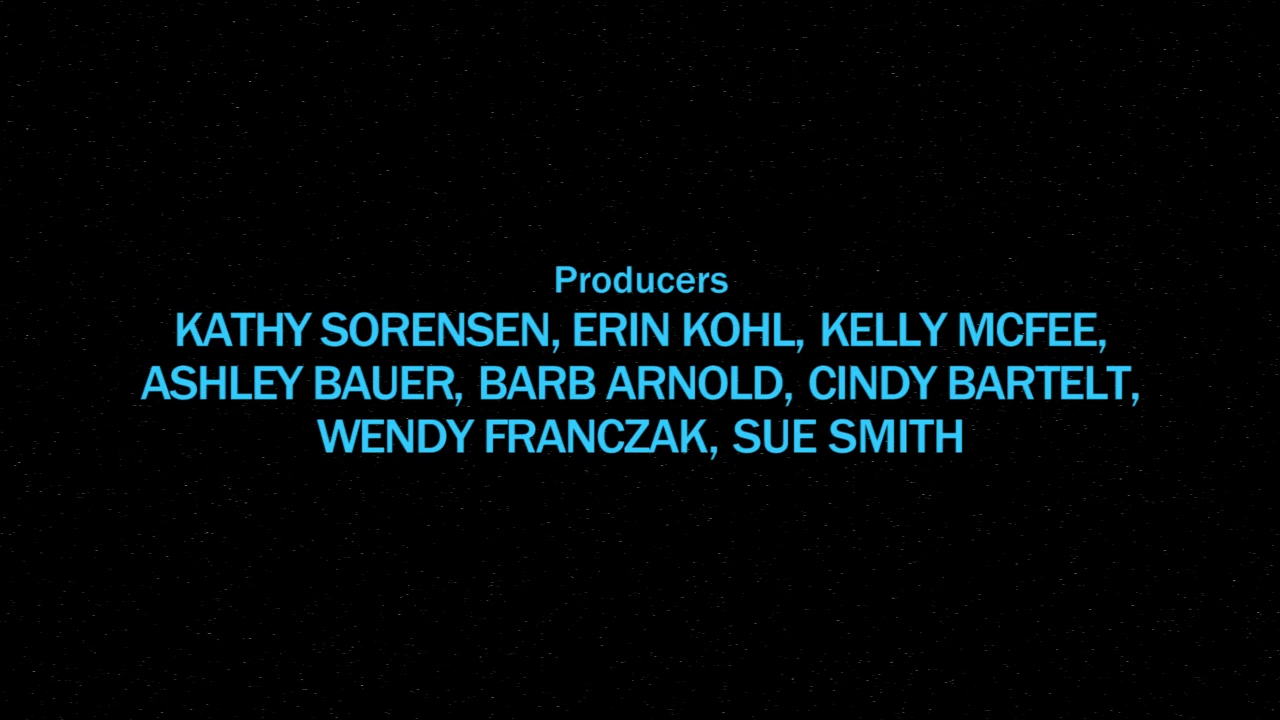 Producers
KATHY SORENSEN, ERIN KOHL, KELLY MCFEE,
ASHLEY BAUER, BARB ARNOLD, CINDY BARTELT,
WENDY FRANCZAK, SUE SMITH